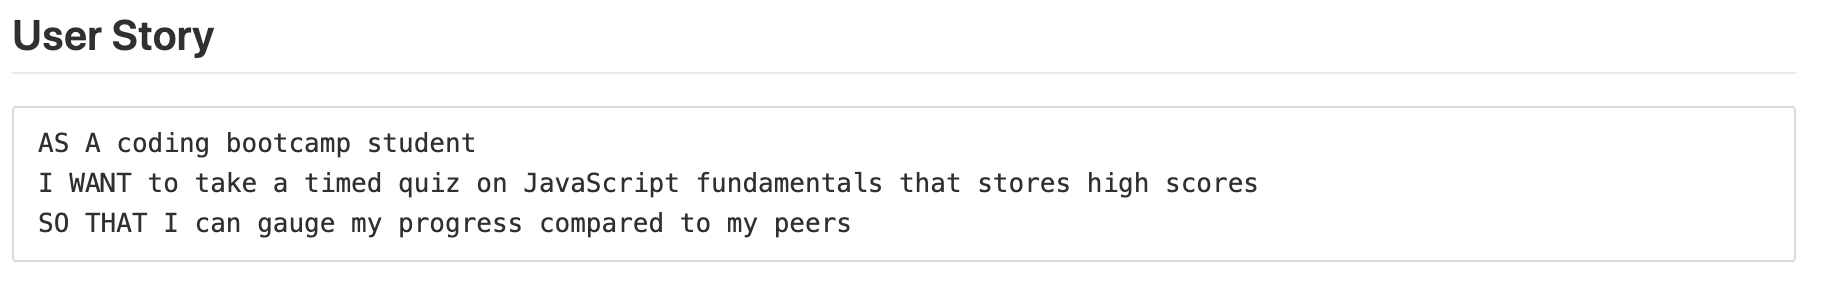 User Story
AS A coding bootcamp student
I WANT to take a timed quiz on JavaScript fundamentals that stores high scores
SO THAT I can gauge my progress compared to my peers